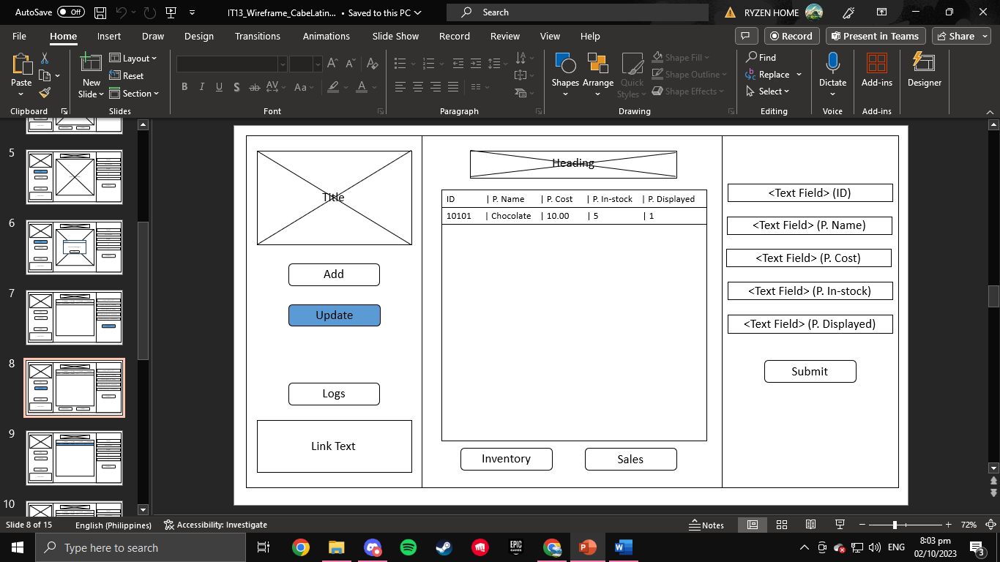 AutoSave Off IT13_Wireframe_CabeLatin... • Saved to this PC Search RYZEN HOME
File Home Insert Draw Design Transitions Animations Slide Show Record Review View Help Record Present in Teams Share
Paste
New Slide
Layout
Reset
Section
Quick Styles
Shapes Arrange
Shape Fill
Shape Outline
Shape Effects
Find
Replace
Select
Dictate
Add-ins
Designer
Clipboard Slides Font Paragraph Drawing Editing Voice Add-ins
5
6
7
8
9
10
Title
Add
Update
Logs
Link Text
Heading
ID | P. Name | P. Cost | P. In-stock | P. Displayed
10101 | Chocolate | 10.00 | 5 | 1
Inventory Sales
<Text Field> (ID)
<Text Field> (P. Name)
<Text Field> (P. Cost)
<Text Field> (P. In-stock)
<Text Field> (P. Displayed)
Submit
Slide 8 of 15 English (Philippines) Accessibility: Investigate Notes 72%
Type here to search
EPIC GAMES
ENG
8:03 pm
02/10/2023
3